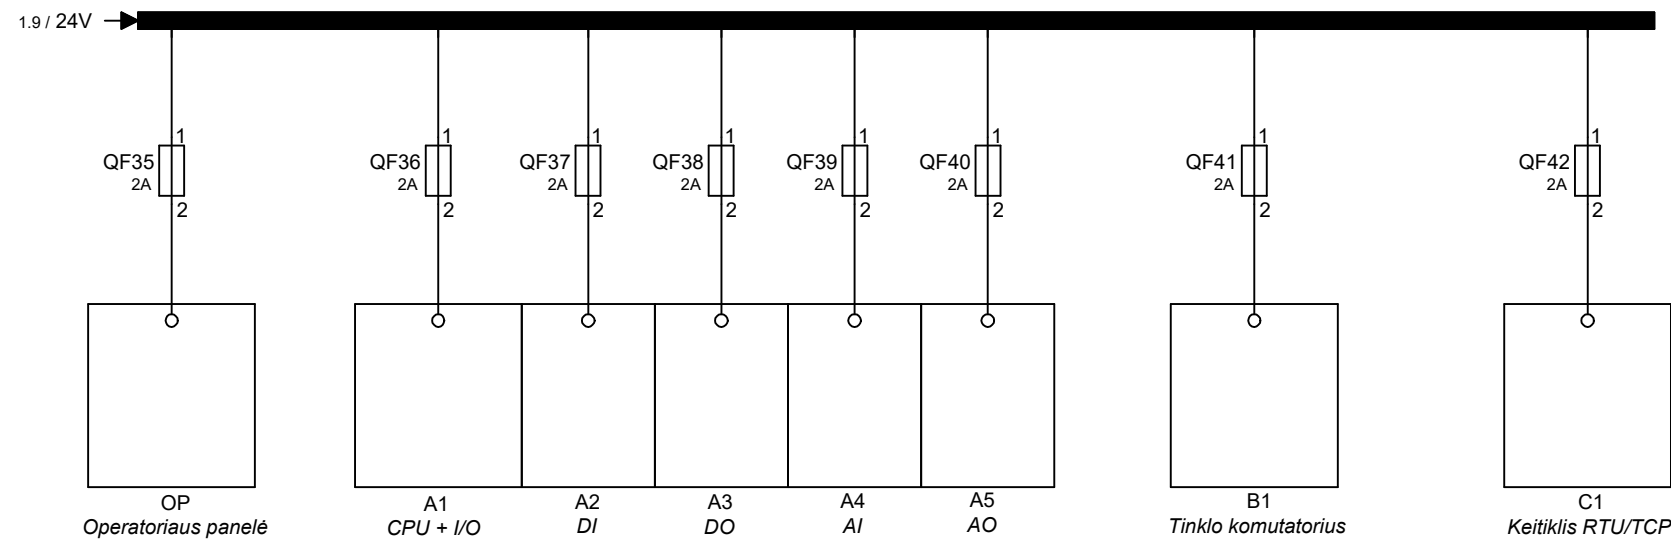 1.9 / 24V
1 1 1 1 1 1 1 1
QF35 QF36 QF37 QF38 QF39 QF40 QF41 QF42
2A 2A 2A 2A 2A 2A 2A 2A
2 2 2 2 2 2 2 2
OP A1 A2 A3 A4 A5 B1 C1
Operatoriaus panelė CPU + I/O DI DO AI AO Tinklo komutatorius Keitiklis RTU/TCP